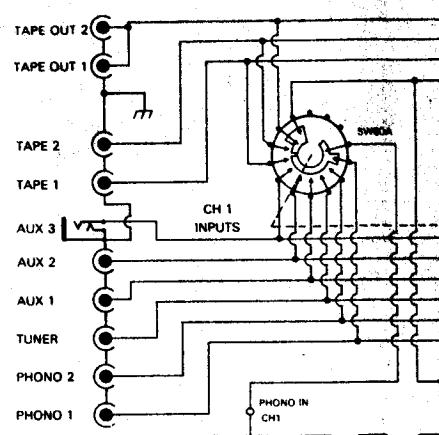 TAPE OUT 2
TAPE OUT 1
TAPE 2
TAPE 1
AUX 3
AUX 2
AUX 1
TUNER
PHONO 2
PHONO 1
CH 1
INPUTS
SW80A
PHONO IN
CH1